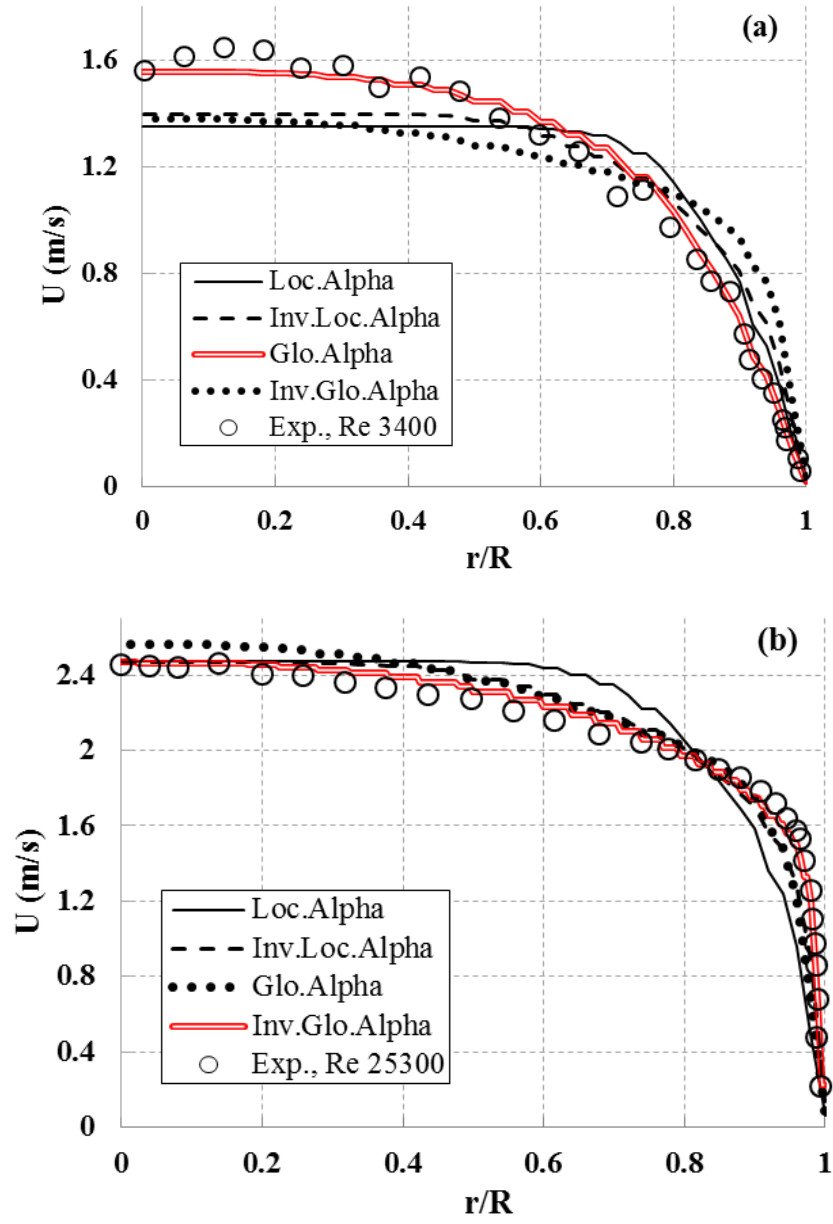 (a)
U (m/s)
1.6
1.2
0.8
0.4
0
Loc.Alpha
Inv.Loc.Alpha
Glo.Alpha
Inv.Glo.Alpha
Exp., Re 3400
0 0.2 0.4 0.6 0.8 1
r/R
(b)
U (m/s)
2.4
2
1.6
1.2
0.8
0.4
0
Loc.Alpha
Inv.Loc.Alpha
Glo.Alpha
Inv.Glo.Alpha
Exp., Re 25300
0 0.2 0.4 0.6 0.8 1
r/R